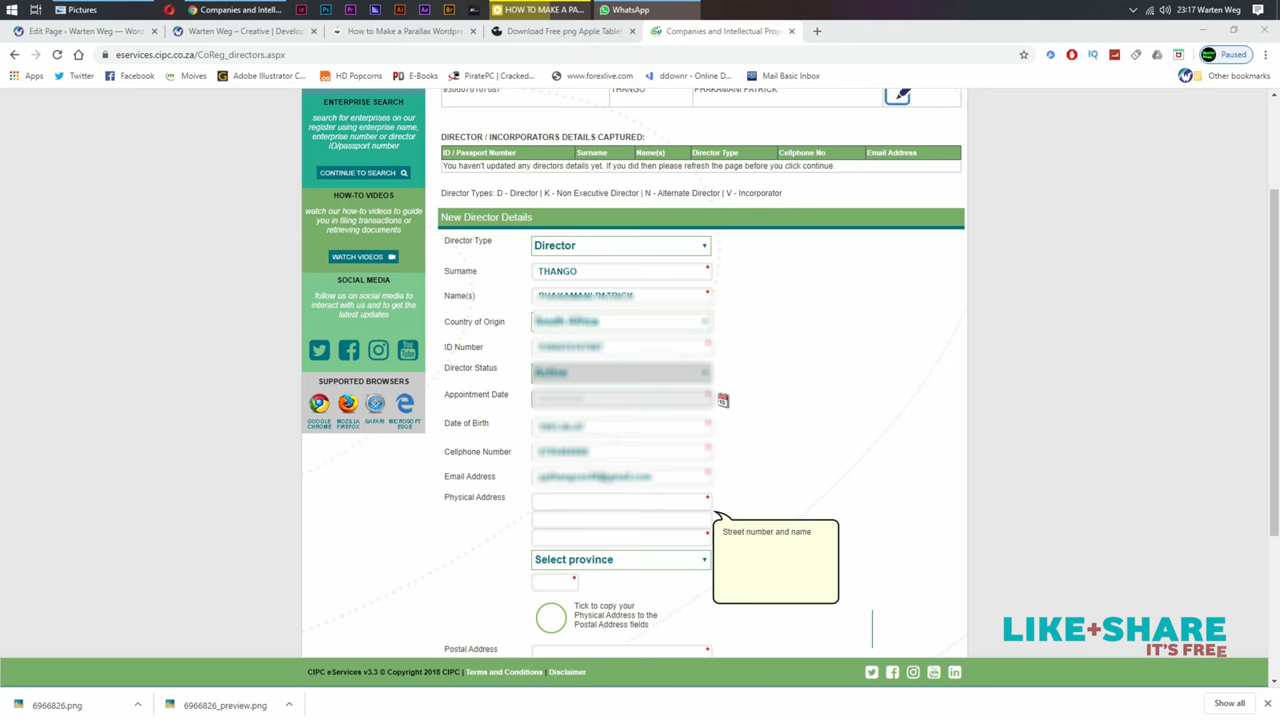 Pictures
Companies and Intell...
HOW TO MAKE A PA...
WhatsApp
23:17 Warten Weg
Edit Page ‹ Warten Weg — Word
Warten Weg – Creative | Develop
How to Make a Parallax Wordpre
Download Free png Apple Tablet
Companies and Intellectual Prop
eservices.cipc.co.za/CoReg_directors.aspx
Paused
Apps
Twitter
Facebook
Moives
Adobe Illustrator C...
HD Popcorns
E-Books
PiratePC | Cracked...
www.forexlive.com
ddownr - Online D...
Mail Basic Inbox
Other bookmarks
THANGO
PHAKAMANI PATRICK
ENTERPRISE SEARCH
search for enterprises on our
register using enterprise name,
enterprise number or director
ID/passport number
CONTINUE TO SEARCH
HOW-TO VIDEOS
watch our how-to videos to guide
you in filing transactions or
retrieving documents
WATCH VIDEOS
SOCIAL MEDIA
follow us on social media to
interact with us and to get the
latest updates
You Tube
SUPPORTED BROWSERS
GOOGLE CHROME
MOZILLA FIREFOX
SAFARI
MICROSOFT EDGE
DIRECTOR / INCORPORATORS DETAILS CAPTURED:
ID / Passport Number Surname Name(s) Director Type Cellphone No Email Address
You haven't updated any directors details yet. If you did then please refresh the page before you click continue.
Director Types: D - Director | K - Non Executive Director | N - Alternate Director | V - Incorporator
New Director Details
Director Type Director
Surname THANGO *
Name(s) PHAKAMANI PATRICK *
Country of Origin South Africa
ID Number
Director Status
Appointment Date
Date of Birth
Cellphone Number
Email Address
Physical Address *
Street number and name
*
Select province
*
Tick to copy your
Physical Address to the
Postal Address fields
Postal Address
LIKE+SHARE
IT'S FREE
CIPC eServices v3.3 © Copyright 2018 CIPC | Terms and Conditions | Disclaimer
6966826.png
6966826_preview.png
Show all